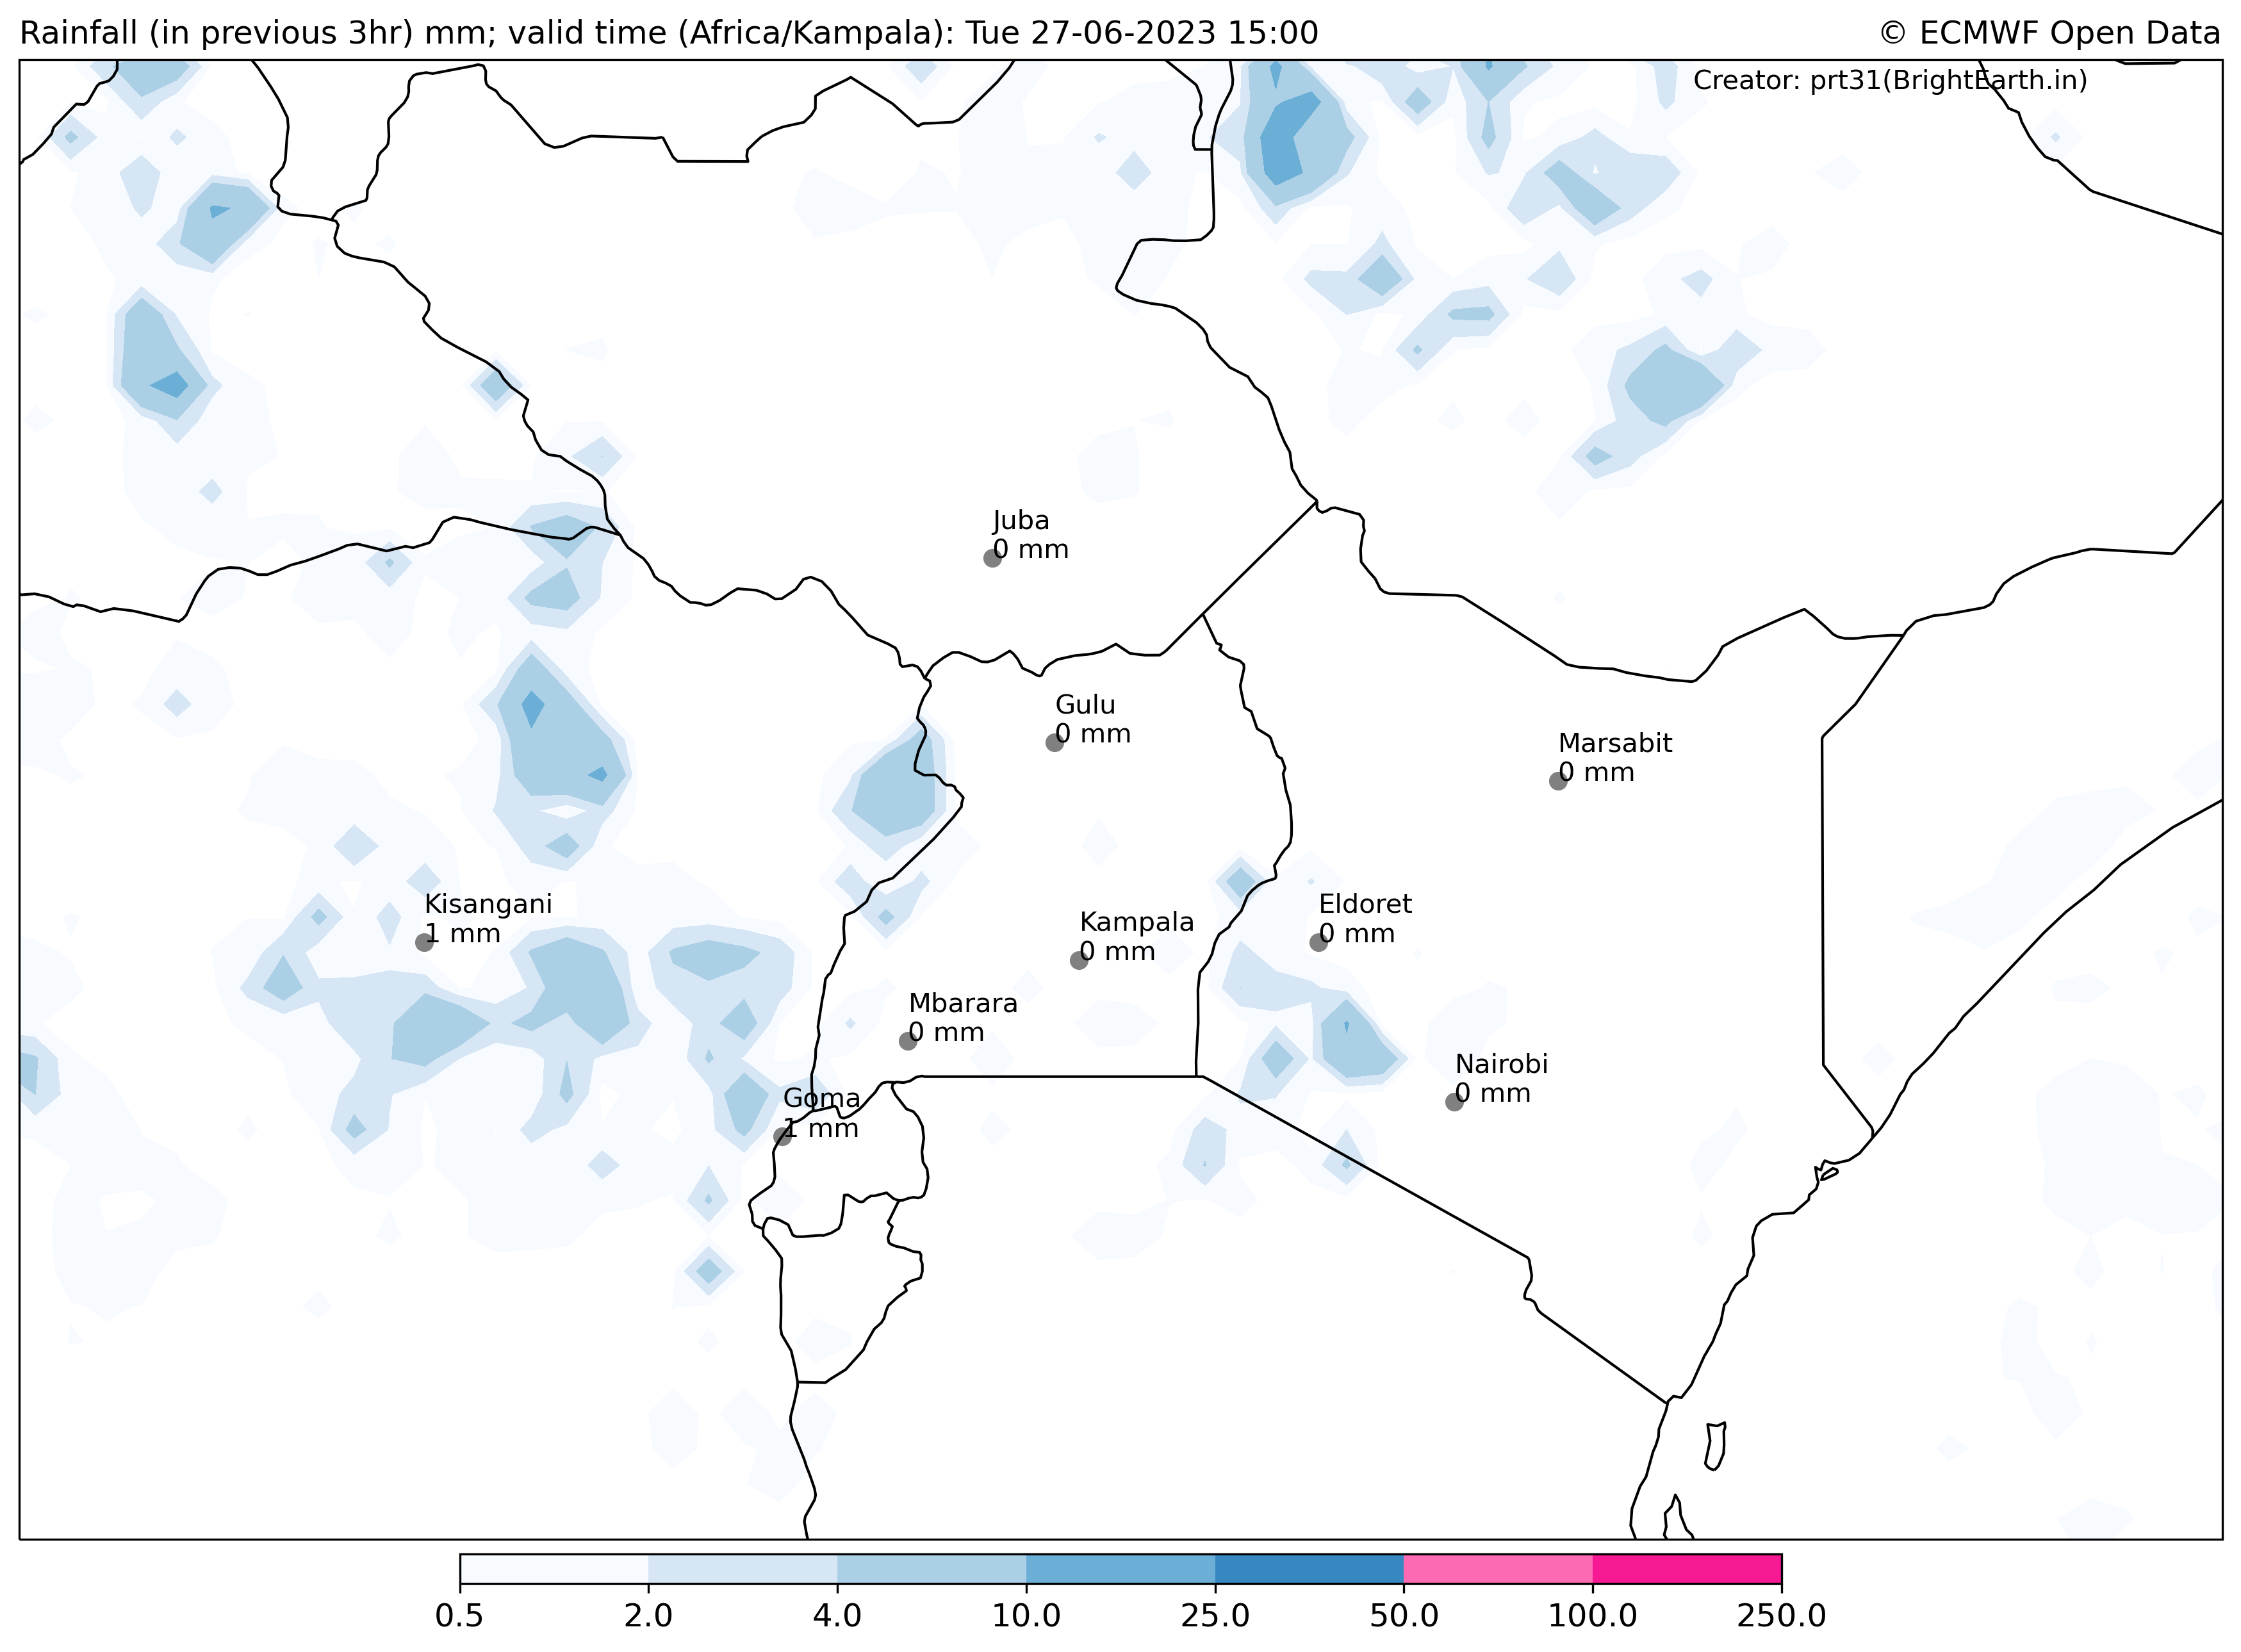 Rainfall (in previous 3hr) mm; valid time (Africa/Kampala): Tue 27-06-2023 15:00
© ECMWF Open Data
Creator: prt31(BrightEarth.in)
Juba
0 mm
Gulu
0 mm
Marsabit
0 mm
Kisangani
1 mm
Kampala
0 mm
Eldoret
0 mm
Mbarara
0 mm
Nairobi
0 mm
Goma
1 mm
0.5 2.0 4.0 10.0 25.0 50.0 100.0 250.0